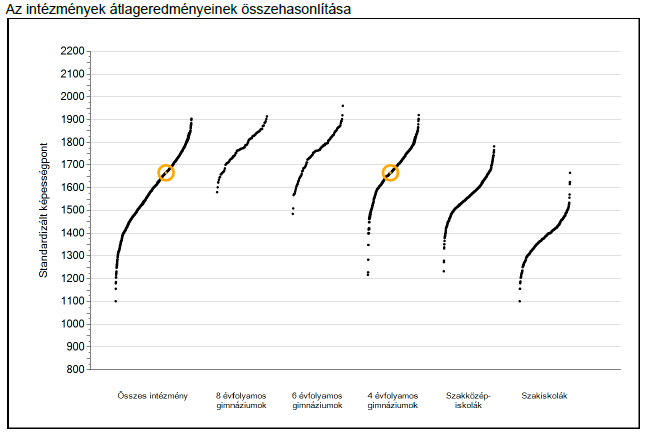 Az intézmények átlageredményeinek összehasonlítása
Standardizált képességpont
2200
2100
2000
1900
1800
1700
1600
1500
1400
1300
1200
1100
1000
900
800
Összes intézmény
8 évfolyamos
gimnáziumok
6 évfolyamos
gimnáziumok
4 évfolyamos
gimnáziumok
Szakközép-
iskolák
Szakiskolák